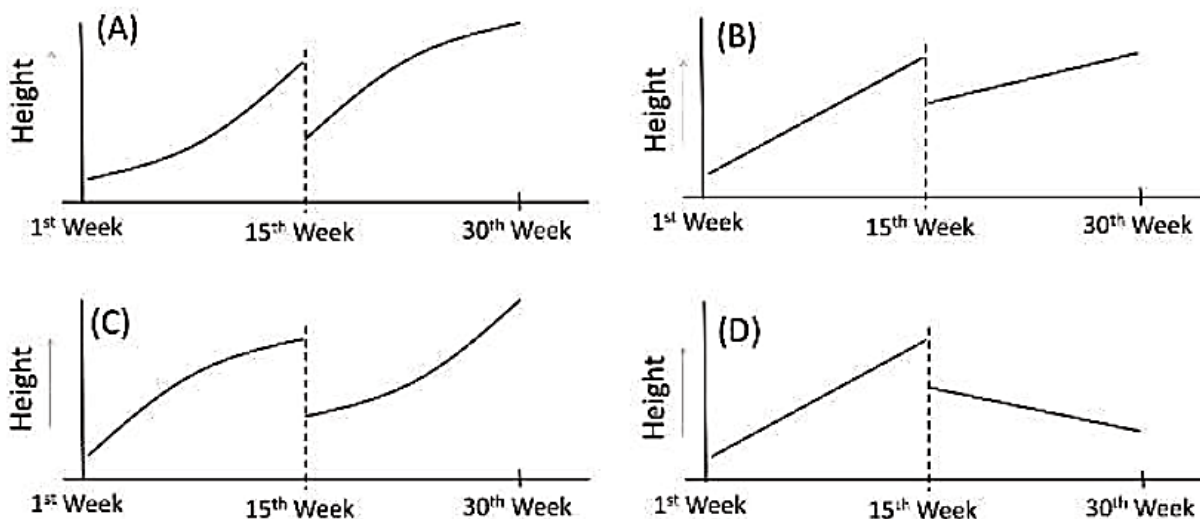 (A)
Height
1st Week 15th Week 30th Week
(B)
Height
1st Week 15th Week 30th Week
(C)
Height
1st Week 15th Week 30th Week
(D)
Height
1st Week 15th Week 30th Week